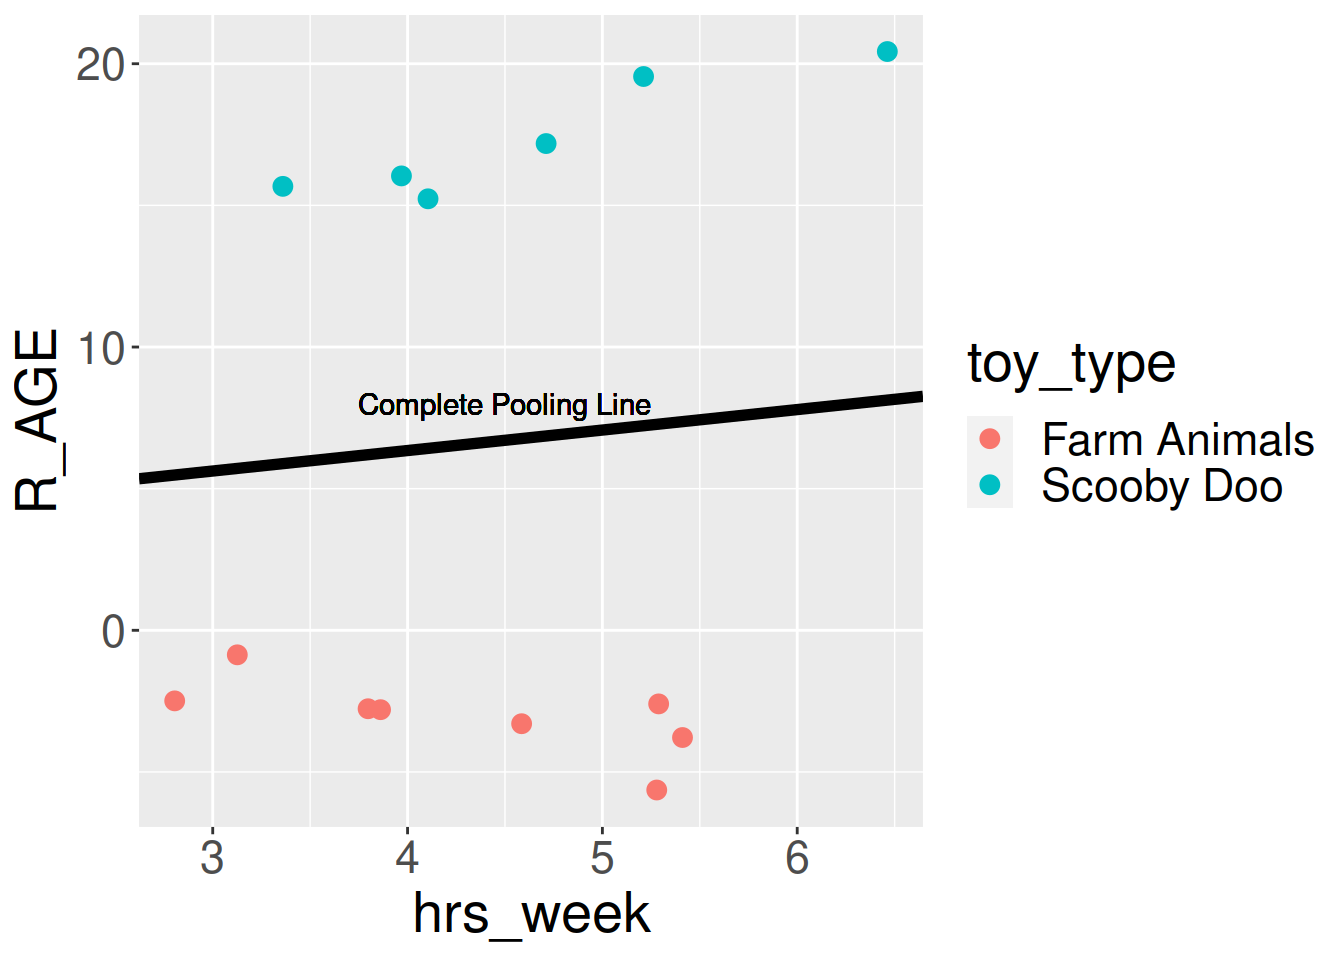 20
10
0
R_AGE
Complete Pooling Line
3 4 5 6
hrs_week
toy_type
Farm Animals
Scooby Doo